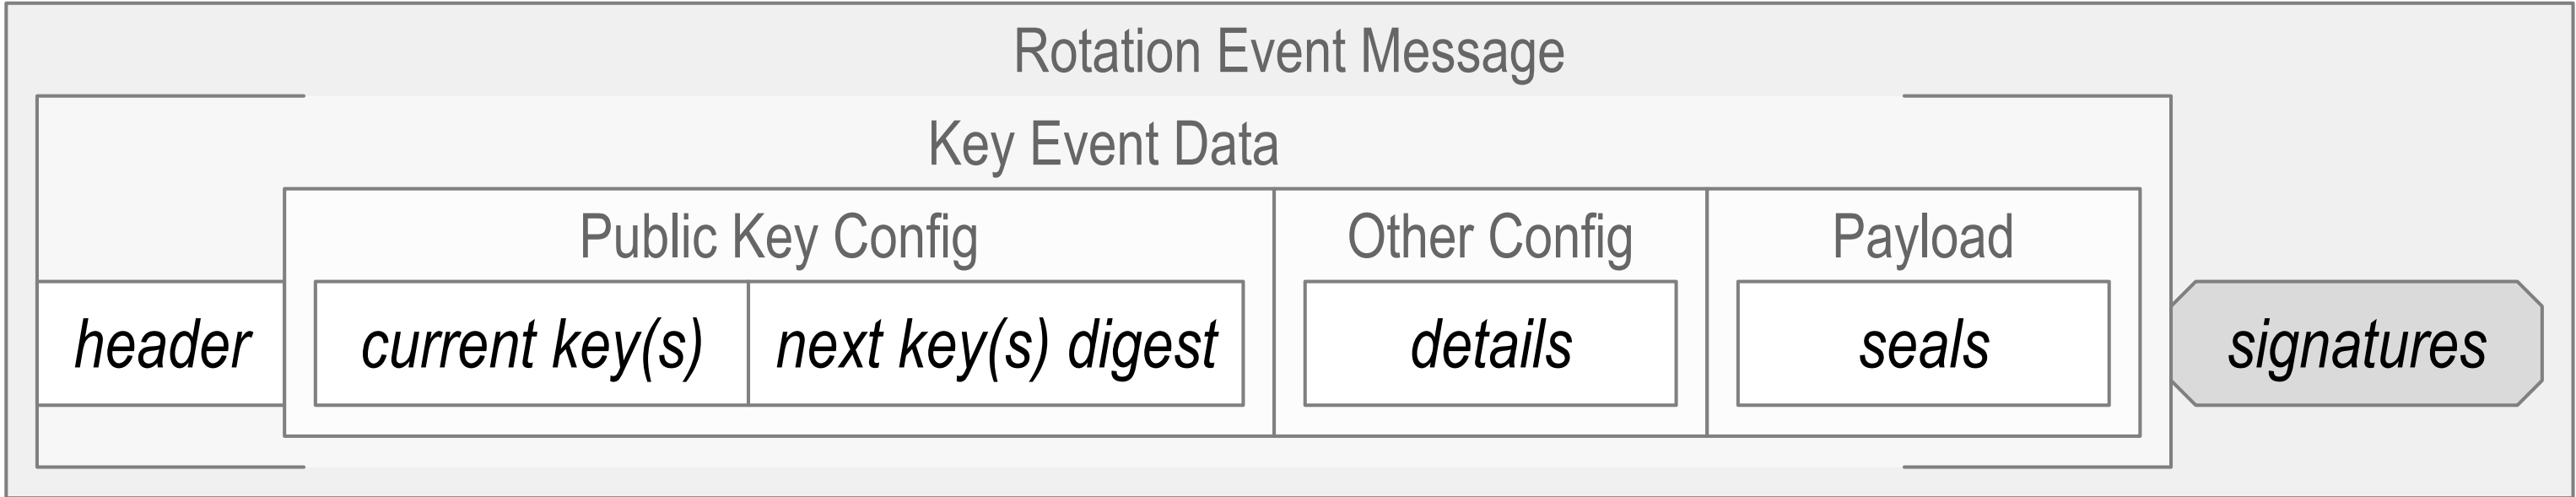 Rotation Event Message
Key Event Data
Public Key Config Other Config Payload
header current key(s) next key(s) digest details seals signatures